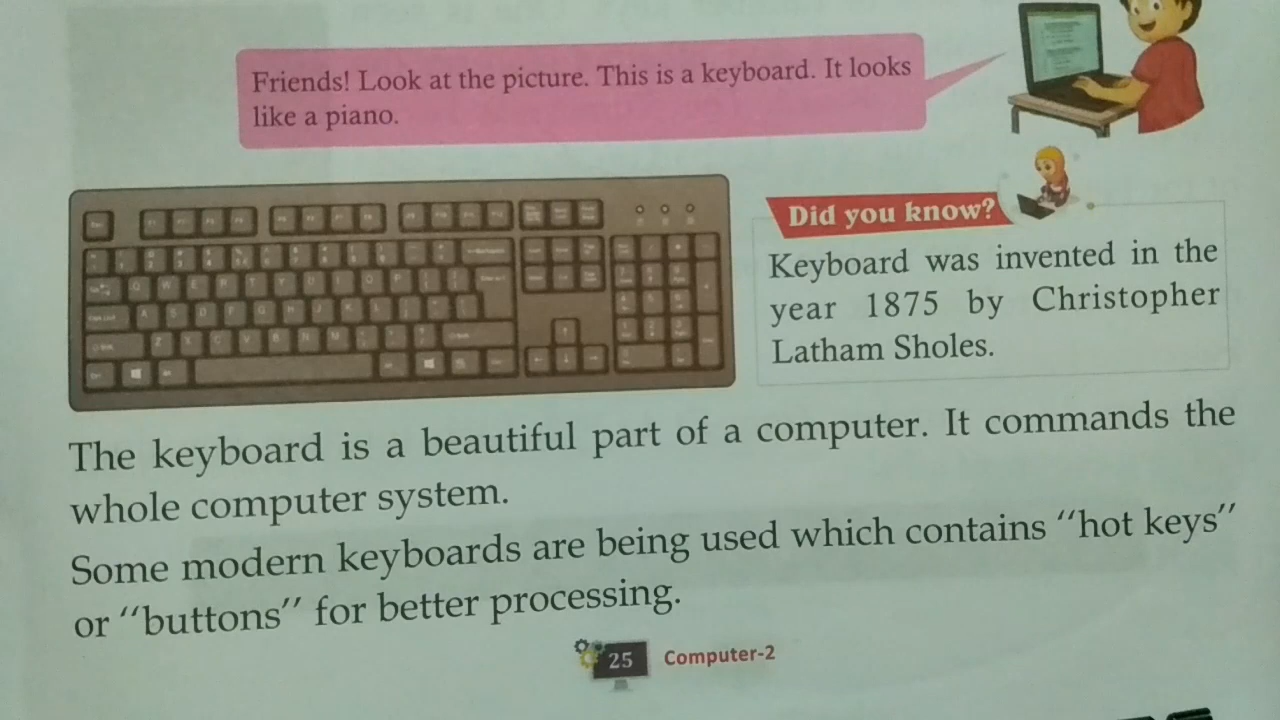 Friends! Look at the picture. This is a keyboard. It looks
like a piano.
Did you know?
Keyboard was invented in the
year 1875 by Christopher
Latham Sholes.
The keyboard is a beautiful part of a computer. It commands the
whole computer system.
Some modern keyboards are being used which contains "hot keys"
or "buttons" for better processing.
25 Computer-2